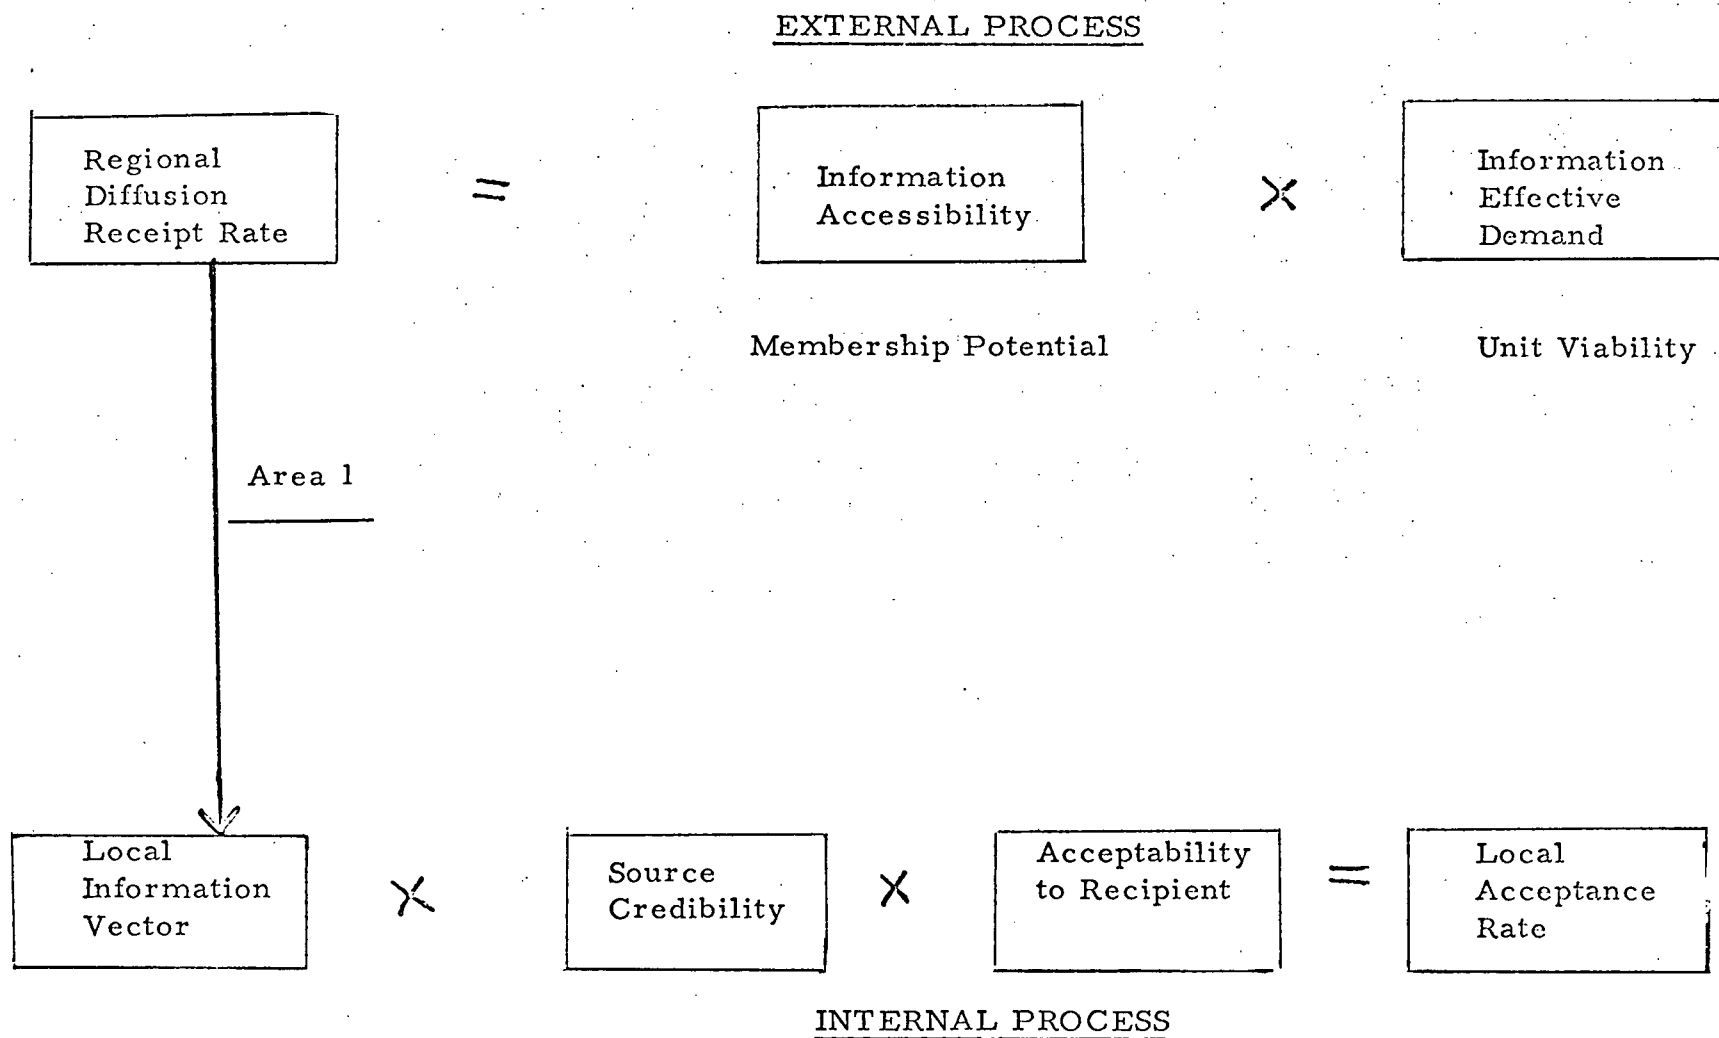 EXTERNAL PROCESS
Regional
Diffusion
Receipt Rate
=
Information
Accessibility
×
Information
Effective
Demand
Membership Potential
Unit Viability
Area 1
Local
Information
Vector
×
Source
Credibility
×
Acceptability
to Recipient
=
Local
Acceptance
Rate
INTERNAL PROCESS